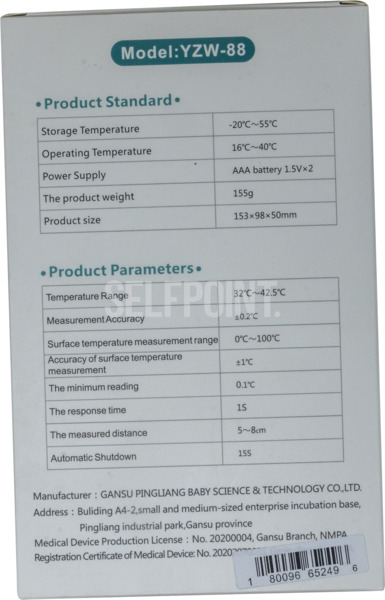 Model:YZW-88
•Product Standard•
Storage Temperature -20℃~55℃
Operating Temperature 16℃~40℃
Power Supply AAA battery 1.5V×2
The product weight 155g
Product size 153×98×50mm
•Product Parameters•
SELFPOINT.
Temperature Range 32℃~42.5℃
Measurement Accuracy ±0.2℃
Surface temperature measurement range 0℃~100℃
Accuracy of surface temperature
measurement ±1℃
The minimum reading 0.1℃
The response time 1S
The measured distance 5~8cm
Automatic Shutdown 15S
Manufacturer : GANSU PINGLIANG BABY SCIENCE & TECHNOLOGY CO.,LTD.
Address : Buliding A4-2,small and medium-sized enterprise incubation base,
Pingliang industrial park,Gansu province
Medical Device Production License : No. 20200004, Gansu Branch, NMPA
Registration Certificate of Medical Device: No.
1 80096 65249 6